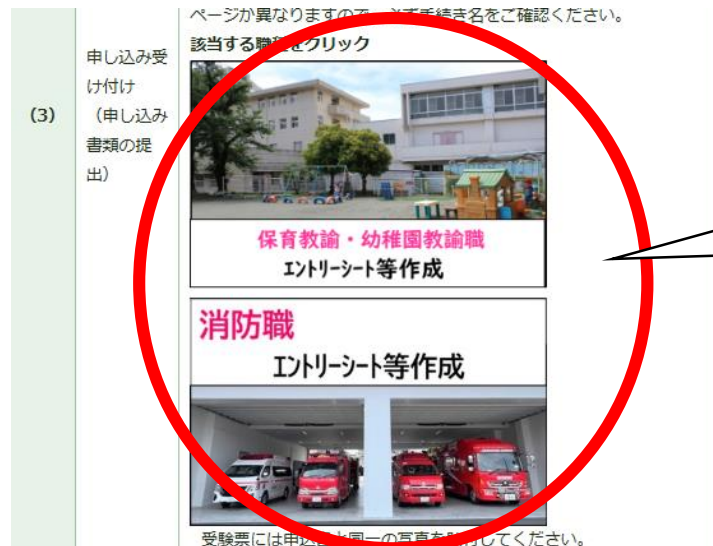 ページが異なりますので、必ず手続き名をご確認ください。
該当する職種をクリック
(3)
申し込み受
け付け
(申し込み
書類の提
出)
保育教諭・幼稚園教諭職
エントリーシート等作成
消防職
エントリーシート等作成
受験票には申込書と同一の写真を貼付してください。